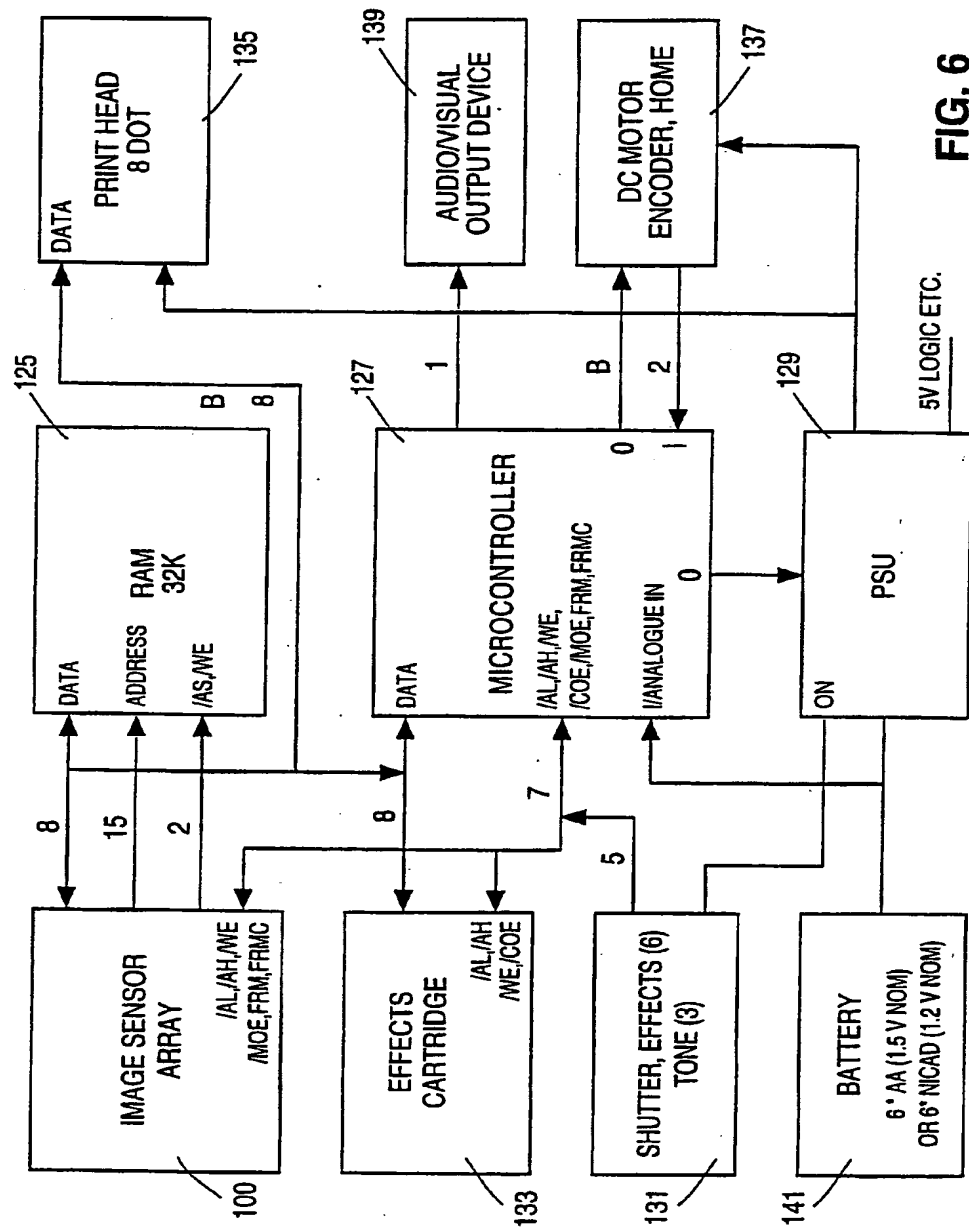 100
IMAGE SENSOR
ARRAY
/AL,/AH,/WE
/MOE,FRM,FRMC
8
15
2
125
DATA
ADDRESS
/AS,/WE
RAM
32K
B
8
DATA
PRINT HEAD
8 DOT
135
133
EFFECTS
CARTRIDGE
/AL,/AH
/WE,/COE
8
7
127
DATA
MICROCONTROLLER
/AL,/AH,/WE,
/COE,/MOE,FRM,FRMC
I/ANALOGUE IN
0
I
0
1
AUDIO/VISUAL
OUTPUT DEVICE
139
B
2
DC MOTOR
ENCODER, HOME
137
131
SHUTTER, EFFECTS (6)
TONE (3)
5
141
BATTERY
6 * AA (1.5 V NOM)
OR 6* NICAD (1.2 V NOM)
ON
PSU
129
5V LOGIC ETC.
FIG. 6